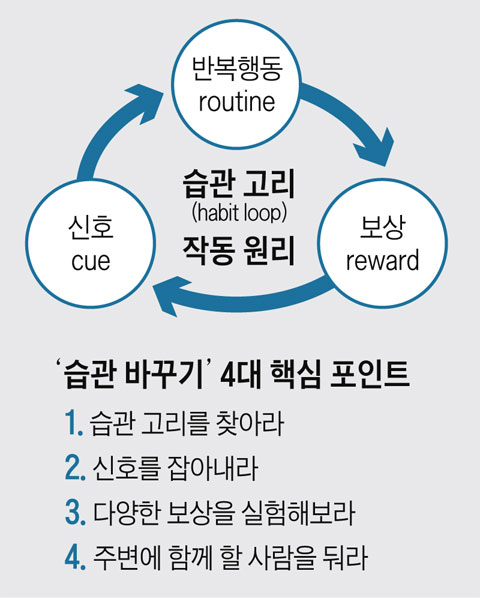 반복행동
routine
습관 고리
(habit loop)
작동 원리
신호
cue
보상
reward
‘습관 바꾸기’ 4대 핵심 포인트
1. 습관 고리를 찾아라
2. 신호를 잡아내라
3. 다양한 보상을 실험해보라
4. 주변에 함께 할 사람을 둬라